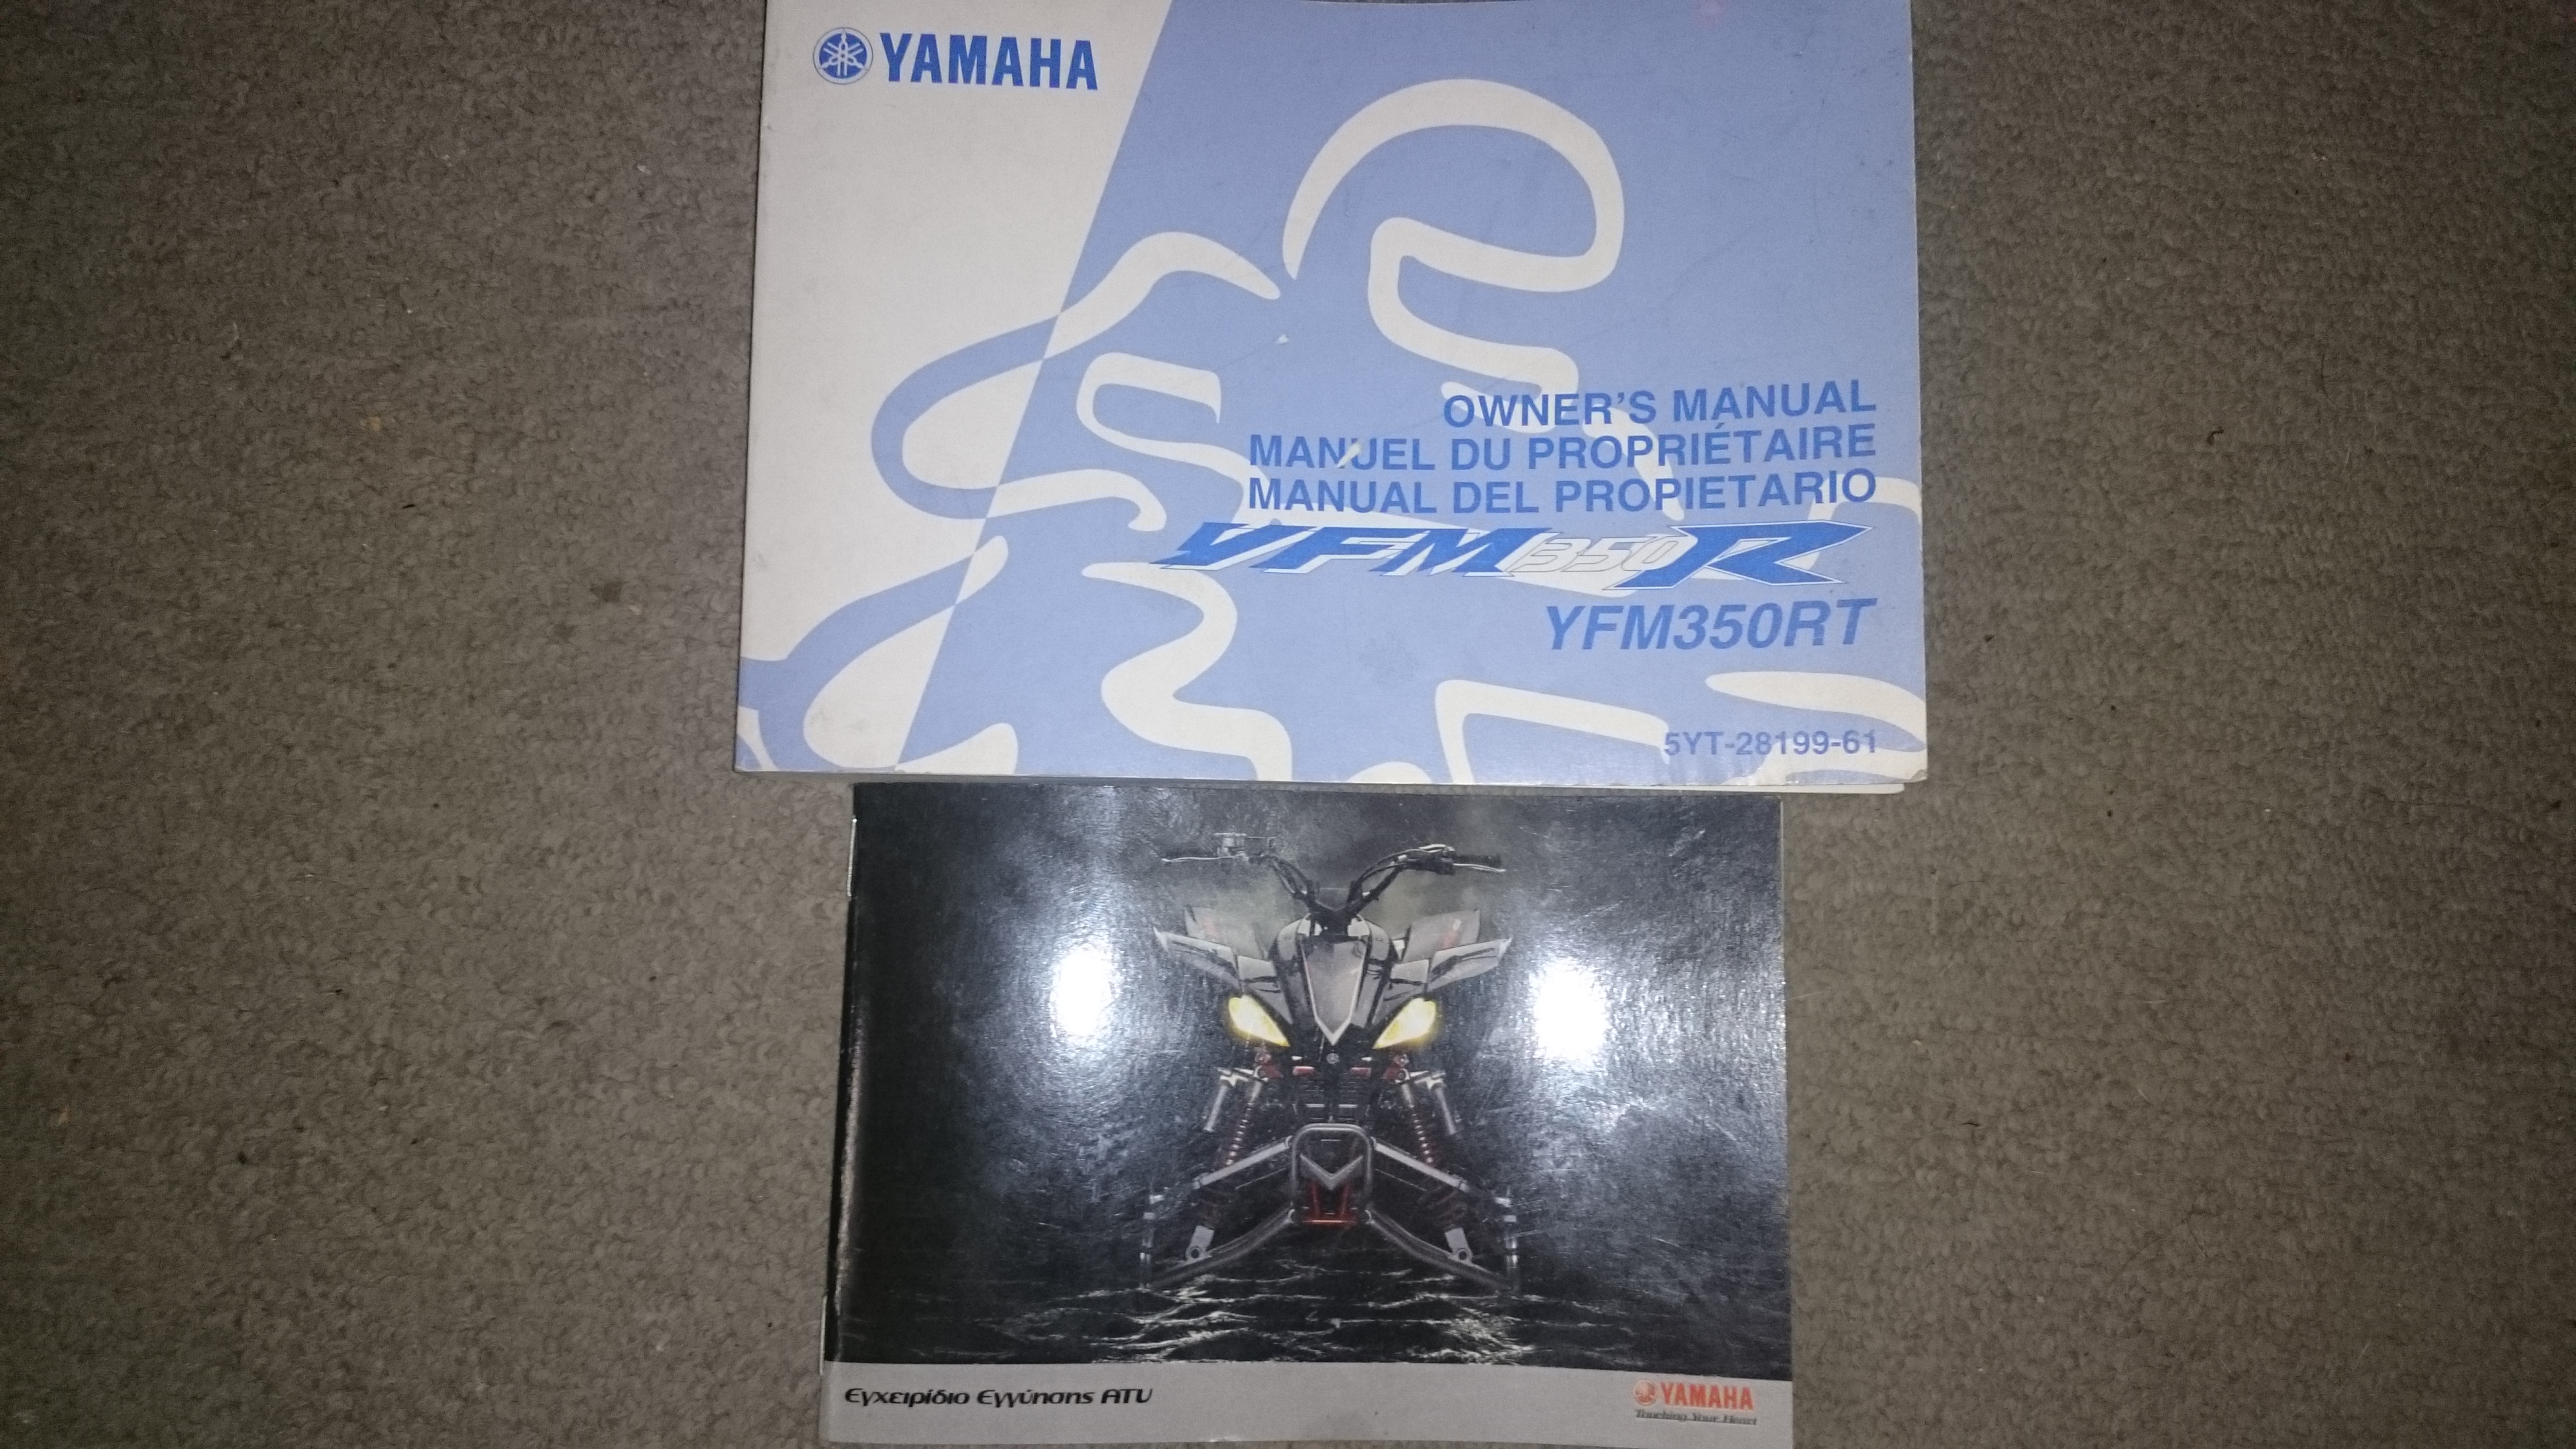 YAMAHA
OWNER'S MANUAL
MANUEL DU PROPRIÉTAIRE
MANUAL DEL PROPIETARIO
YFM350R
YFM350RT
5YT-28199-61
Εγχειρίδιο Εγγύησης ATV
YAMAHA
Touching Your Heart